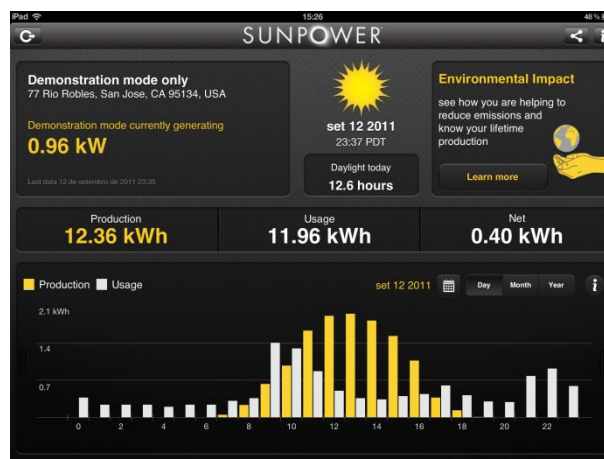 iPad 15:26 48 %
SUNPOWER
Demonstration mode only
77 Rio Robles, San Jose, CA 95134, USA
Demonstration mode currently generating
0.96 kW
Last data 12 de setembro de 2011 23:35
set 12 2011
23:37 PDT
Daylight today
12.6 hours
Environmental Impact
see how you are helping to
reduce emissions and
know your lifetime
production
Learn more
Production
12.36 kWh
Usage
11.96 kWh
Net
0.40 kWh
Production Usage
set 12 2011
Day Month Year
i
2.1 kWh
1.4
0.7
0 2 4 6 8 10 12 14 16 18 20 22